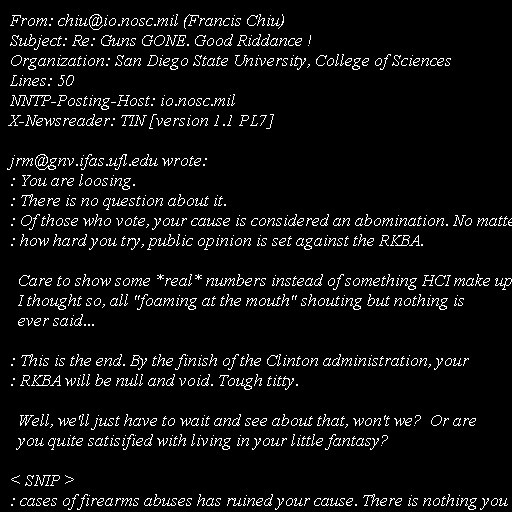 From: chiu@io.nosc.mil (Francis Chiu)
Subject: Re: Guns GONE. Good Riddance !
Organization: San Diego State University, College of Sciences
Lines: 50
NNTP-Posting-Host: io.nosc.mil
X-Newsreader: TIN [version 1.1 PL7]

jrm@gnv.ifas.ufl.edu wrote:
: You are loosing.
: There is no question about it.
: Of those who vote, your cause is considered an abomination. No matte
: how hard you try, public opinion is set against the RKBA.

Care to show some *real* numbers instead of something HCI make up
I thought so, all "foaming at the mouth" shouting but nothing is
ever said...

: This is the end. By the finish of the Clinton administration, your
: RKBA will be null and void. Tough titty.

Well, we'll just have to wait and see about that, won't we?  Or are
you quite satisified with living in your little fantasy?

< SNIP >
: cases of firearms abuses has ruined your cause. There is nothing you